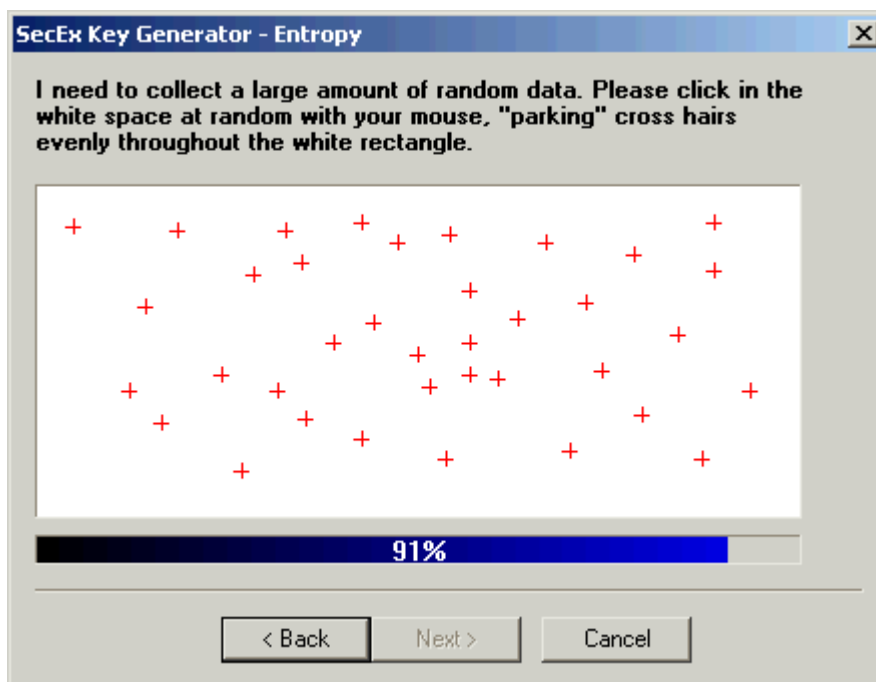 SecEx Key Generator - Entropy
I need to collect a large amount of random data. Please click in the
white space at random with your mouse, "parking" cross hairs
evenly throughout the white rectangle.
91%
< Back
Next >
Cancel